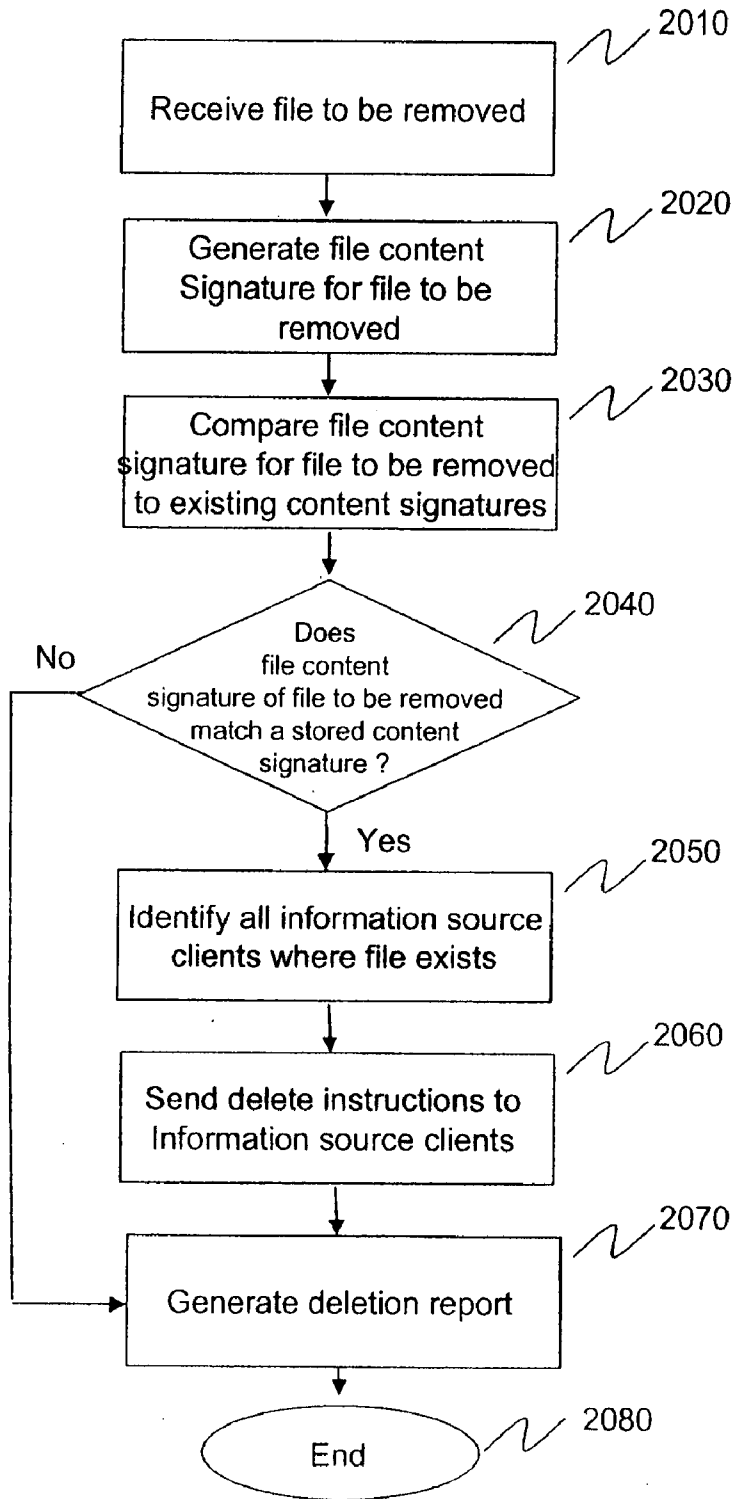 2010
Receive file to be removed
2020
Generate file content
Signature for file to be
removed
2030
Compare file content
signature for file to be removed
to existing content signatures
2040
Does
file content
signature of file to be removed
match a stored content
signature ?
No
Yes
2050
Identify all information source
clients where file exists
2060
Send delete instructions to
Information source clients
2070
Generate deletion report
2080
End